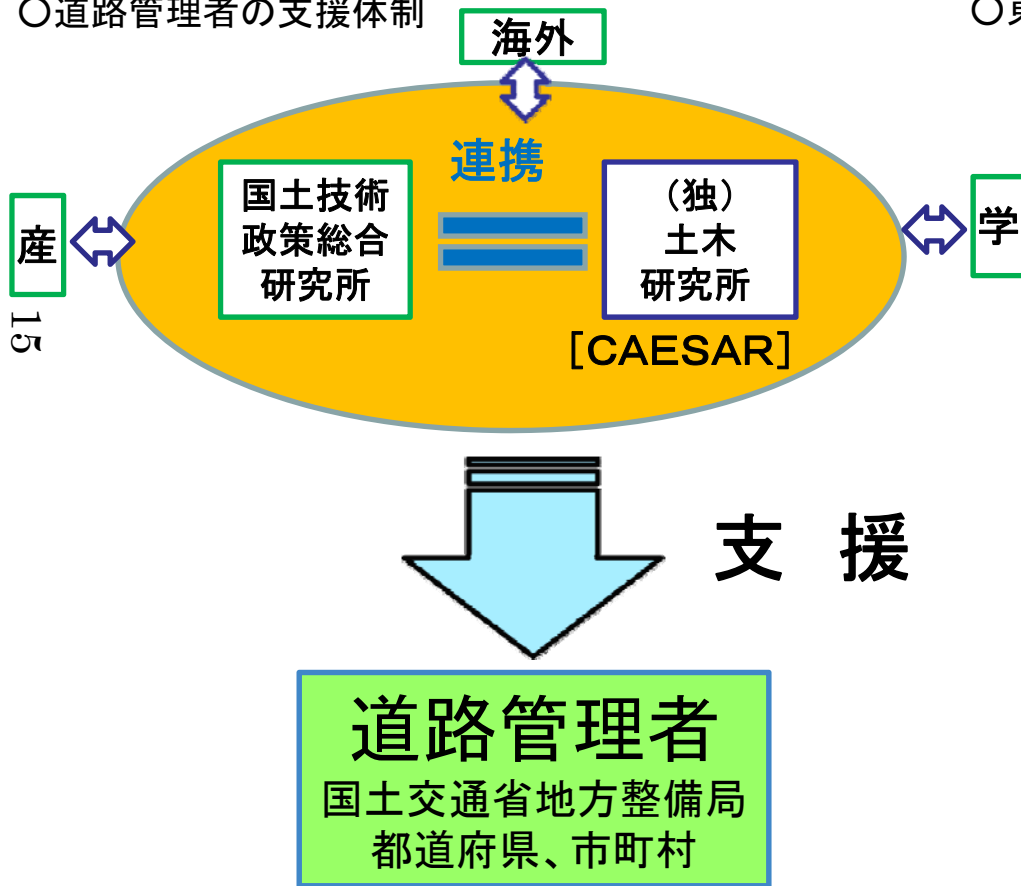 〇道路管理者の支援体制
〇
海外
連携
国土技術
政策総合
研究所
(独)
土木
研究所
[CAESAR]
産
学
15
支 援
道路管理者
国土交通省地方整備局
都道府県、市町村